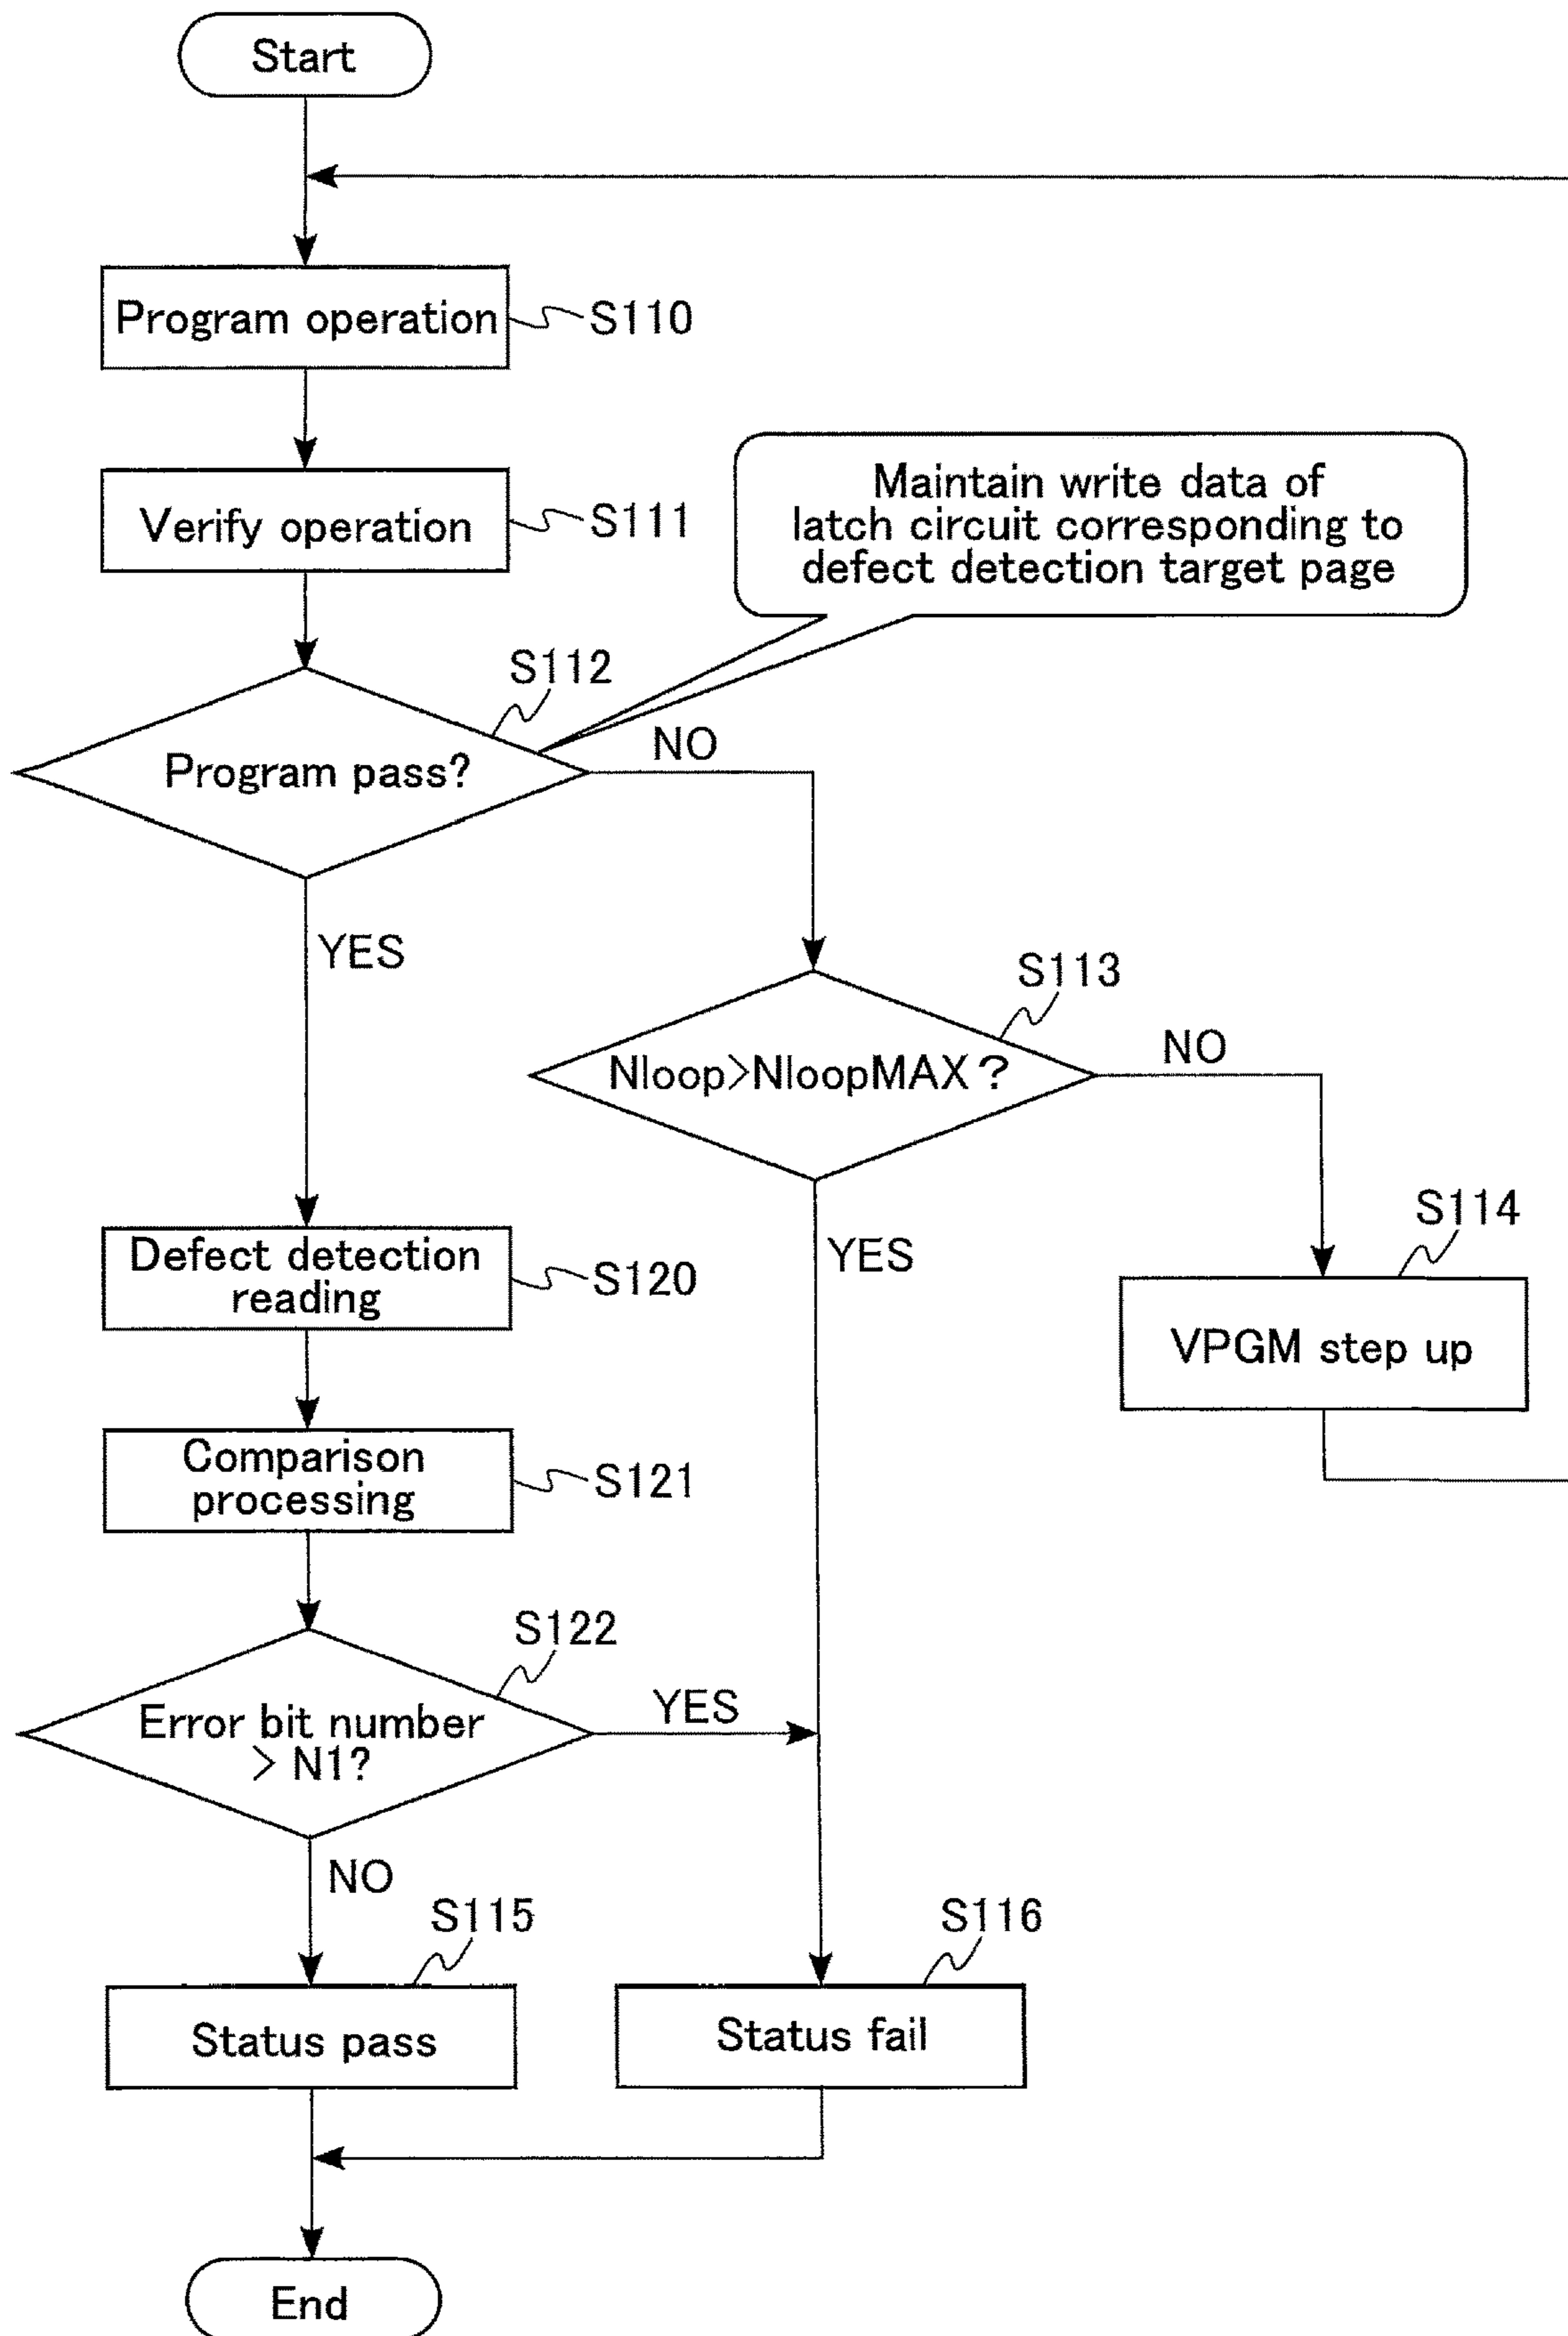 Start
Program operation
S110
Verify operation
S111
Maintain write data of
latch circuit corresponding to
defect detection target page
S112
Program pass?
NO
YES
S113
Nloop>NloopMAX?
NO
YES
S114
VPGM step up
Defect detection
reading
S120
Comparison
processing
S121
S122
Error bit number
> N1?
YES
NO
S115
Status pass
S116
Status fail
End